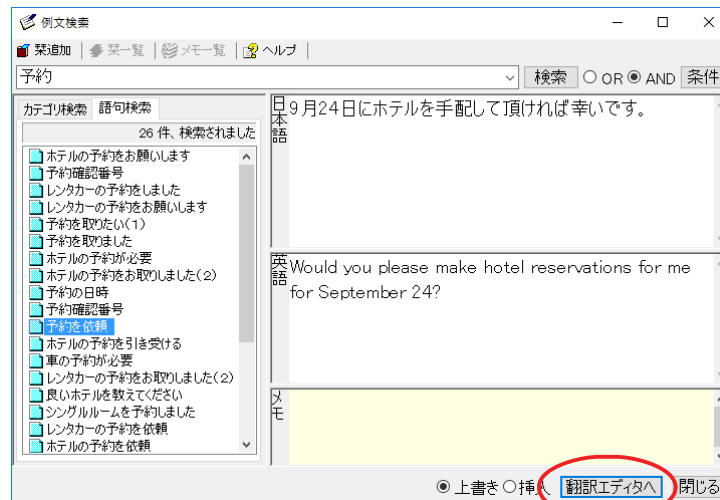 例文検索
栞追加 栞一覧 メモ一覧 ヘルプ
予約 検索 OR AND 条件
カテゴリ検索 語句検索
26 件、検索されました
ホテルの予約をお願いします
予約確認番号
レンタカーの予約をしました
レンタカーの予約をお願いします
予約を取りたい(1)
予約を取りました
ホテルの予約が必要
ホテルの予約をお取りしました(2)
予約の日時
予約確認番号
予約を依頼
ホテルの予約を引き受ける
車の予約が必要
レンタカーの予約をお取りしました(2)
良いホテルを教えてください
シングルルームを予約しました
レンタカーの予約を依頼
ホテルの予約を依頼
日本語
9月24日にホテルを手配して頂ければ幸いです。
英語
Would you please make hotel reservations for me
for September 24?
メモ
上書き 挿入 翻訳エディタへ 閉じる